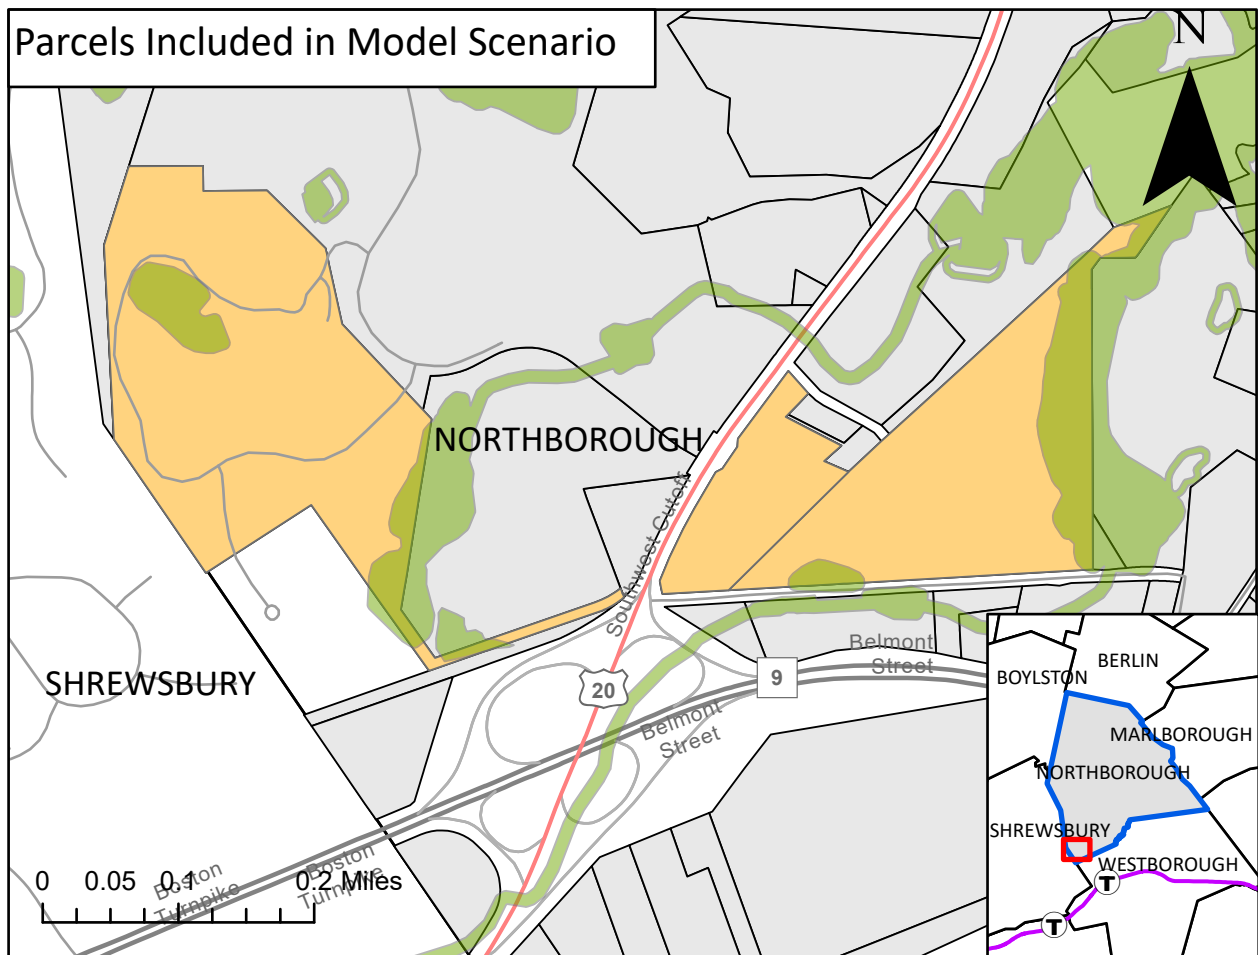 Parcels Included in Model Scenario
N
NORTHBOROUGH
Southwest Cutoff
SHREWSBURY
20
9
Belmont
Street
Belmont
Street
Boston
Turnpike
Boston
Turnpike
0 0.05 0.1 0.2 Miles
BERLIN
BOYLSTON
MARLBOROUGH
NORTHBOROUGH
SHREWSBURY
WESTBOROUGH
T
T